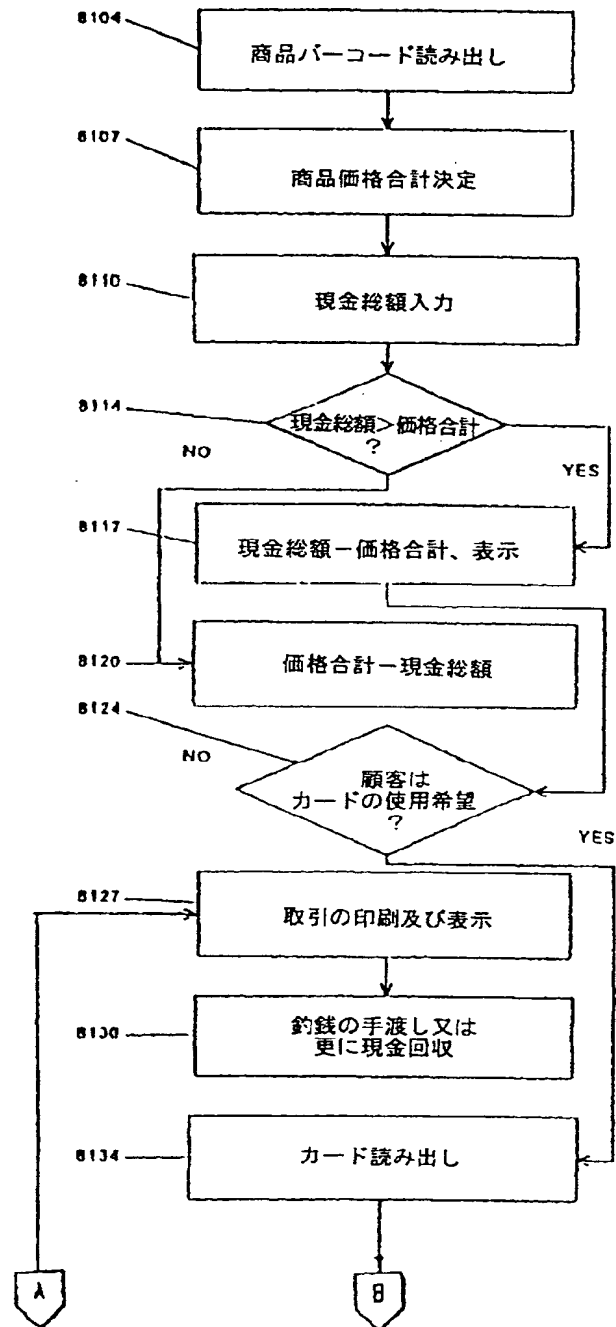 8104
商品バーコード読み出し
8107
商品価格合計決定
8110
現金総額入力
8114
現金総額>価格合計
?
NO
YES
8117
現金総額-価格合計、表示
8120
価格合計-現金総額
8124
NO
顧客は
カードの使用希望
?
YES
8127
取引の印刷及び表示
8130
釣銭の手渡し又は
更に現金回収
8134
カード読み出し
A
B